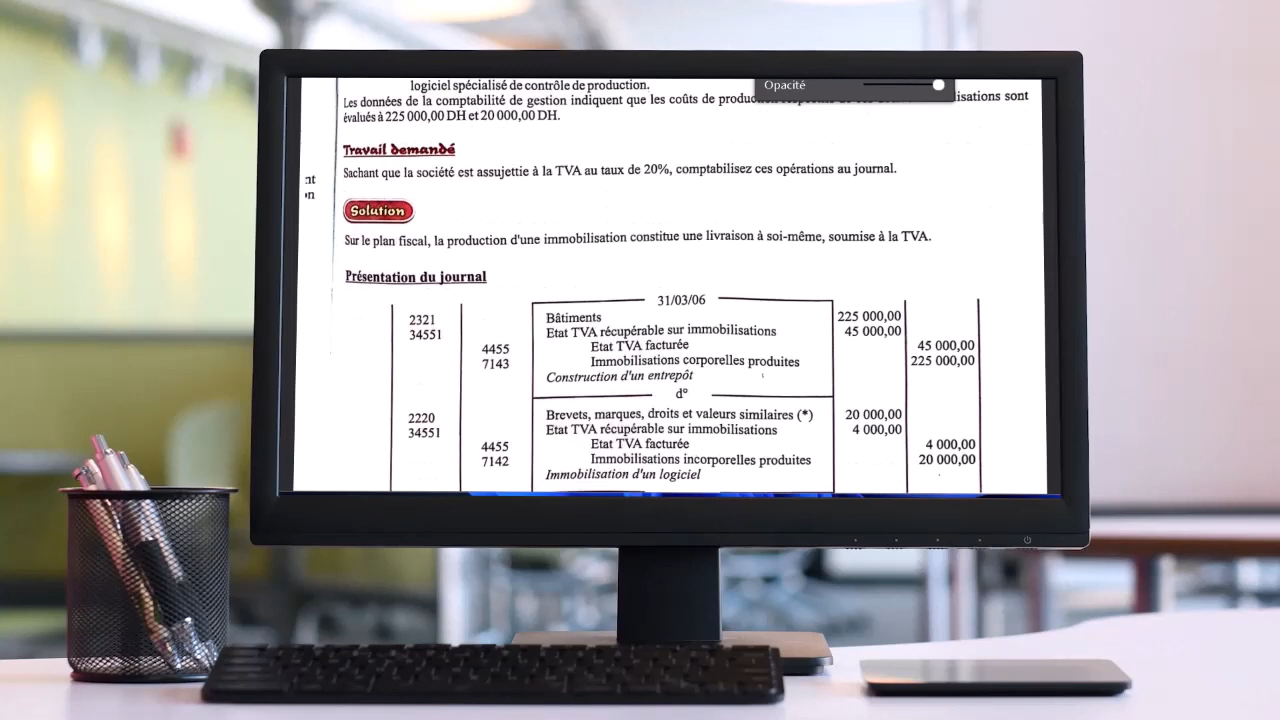 logiciel spécialisé de contrôle de production.
Opacité
Les données de la comptabilité de gestion indiquent que les coûts de isations sont
évalués à 225 000,00 DH et 20 000,00 DH.
Travail demandé
Sachant que la société est assujettie à la TVA au taux de 20%, comptabilisez ces opérations au journal.
nt
n
Solution
Sur le plan fiscal, la production d'une immobilisation constitue une livraison à soi-même, soumise à la TVA.
Présentation du journal
31/03/06
2321 Bâtiments 225 000,00
34551 Etat TVA récupérable sur immobilisations 45 000,00
4455 Etat TVA facturée 45 000,00
7143 Immobilisations corporelles produites 225 000,00
Construction d'un entrepôt
d°
2220 Brevets, marques, droits et valeurs similaires (*) 20 000,00
34551 Etat TVA récupérable sur immobilisations 4 000,00
4455 Etat TVA facturée 4 000,00
7142 Immobilisations incorporelles produites 20 000,00
Immobilisation d'un logiciel